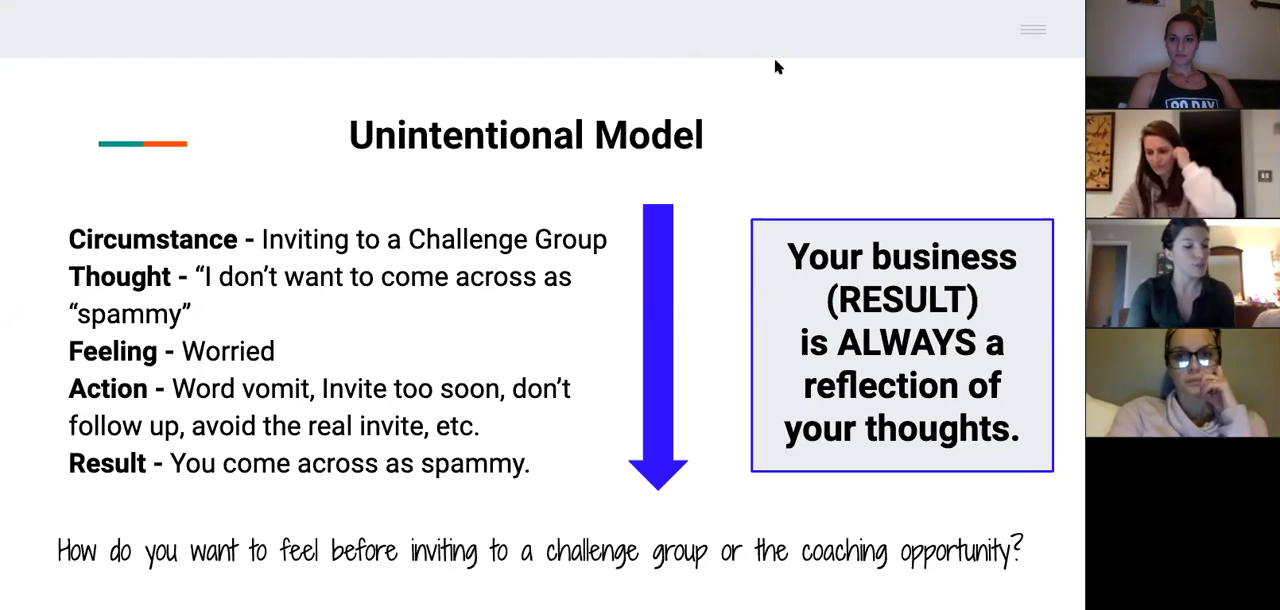 Unintentional Model
Circumstance - Inviting to a Challenge Group
Thought - “I don’t want to come across as
“spammy”
Feeling - Worried
Action - Word vomit, Invite too soon, don’t
follow up, avoid the real invite, etc.
Result - You come across as spammy.
Your business
(RESULT)
is ALWAYS a
reflection of
your thoughts.
How do you want to feel before inviting to a challenge group or the coaching opportunity?
DAY